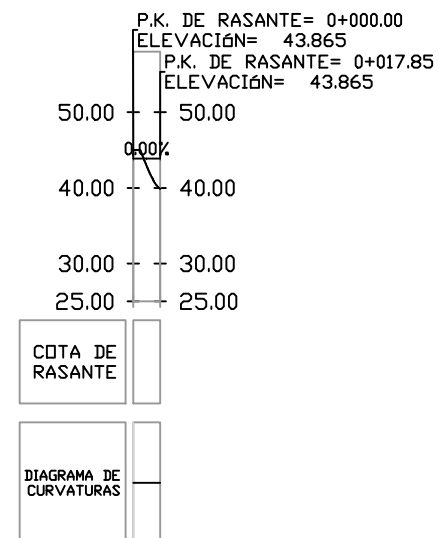 P.K. DE RASANTE= 0+000.00
ELEVACIóN= 43.865
P.K. DE RASANTE= 0+017.85
ELEVACIóN= 43.865
50.00 50.00
0.00%
40.00 40.00
30.00 30.00
25.00 25.00
COTA DE
RASANTE
DIAGRAMA DE
CURVATURAS